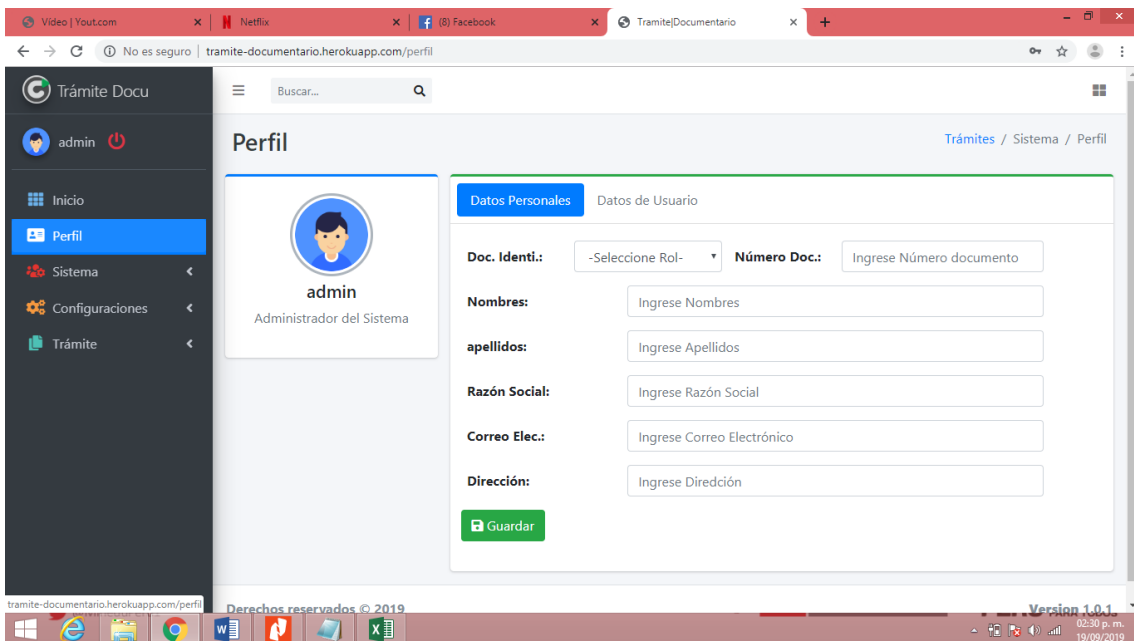 Vídeo | Yout.com
Netflix
(8) Facebook
Tramite|Documentario
No es seguro | tramite-documentario.herokuapp.com/perfil
Trámite Docu
Buscar...
admin
Perfil
Trámites / Sistema / Perfil
Inicio
Perfil
Sistema
Configuraciones
Trámite
admin
Administrador del Sistema
Datos Personales
Datos de Usuario
Doc. Identi.: -Seleccione Rol- Número Doc.: Ingrese Número documento
Nombres: Ingrese Nombres
apellidos: Ingrese Apellidos
Razón Social: Ingrese Razón Social
Correo Elec.: Ingrese Correo Electrónico
Dirección: Ingrese Diredción
Guardar
tramite-documentario.herokuapp.com/perfil
Derechos reservados © 2019
Version 1.0.1
02:30 p. m.
19/09/2019